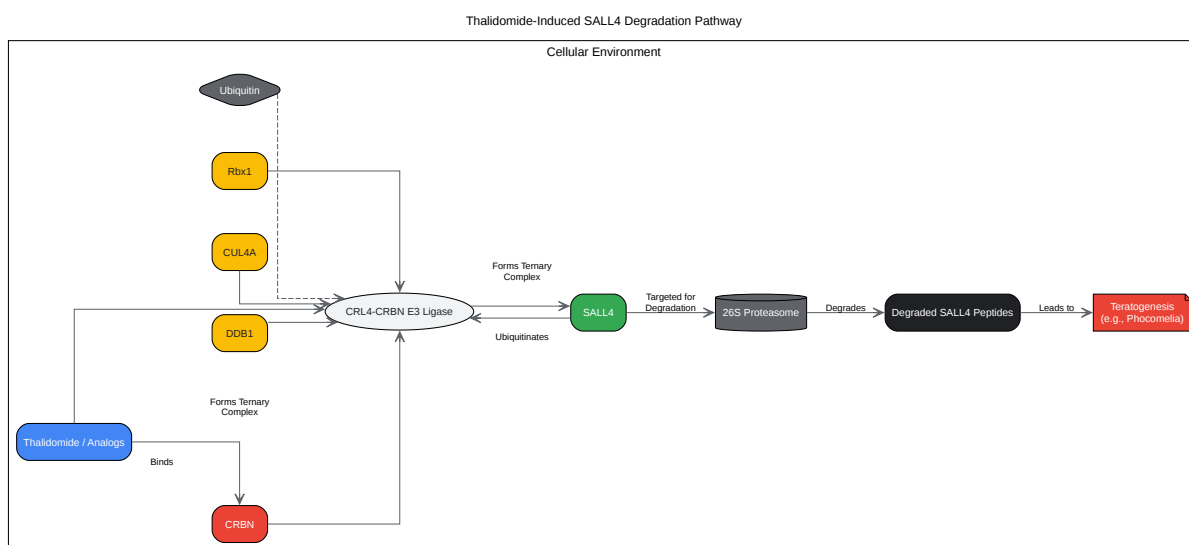 Thalidomide-Induced SALL4 Degradation Pathway
Cellular Environment
Ubiquitin
Rbx1
CUL4A
DDB1
CRL4-CRBN E3 Ligase
Forms Ternary
Complex
Ubiquitinates
SALL4
Targeted for
Degradation
26S Proteasome
Degrades
Degraded SALL4 Peptides
Leads to
Teratogenesis
(e.g., Phocomelia)
Forms Ternary
Complex
Thalidomide / Analogs
Binds
CRBN